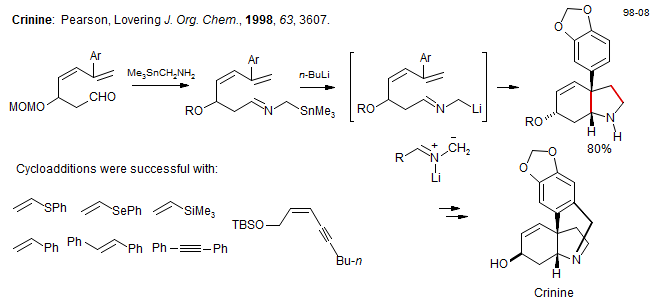 Crinine: Pearson, Lovering J. Org. Chem., 1998, 63, 3607.
98-08
Ar
Me₃SnCH₂NH₂
MOMO
CHO
Ar
RO
N
SnMe₃
n-BuLi
Ar
RO
N
Li
O
O
RO
H
N
H
80%
R
+
N
Li
–
CH₂
Cycloadditions were successful with:
SPh
SePh
SiMe₃
Ph
Ph
Ph
Ph
Ph
TBSO
Bu-n
O
O
HO
H
N
Crinine